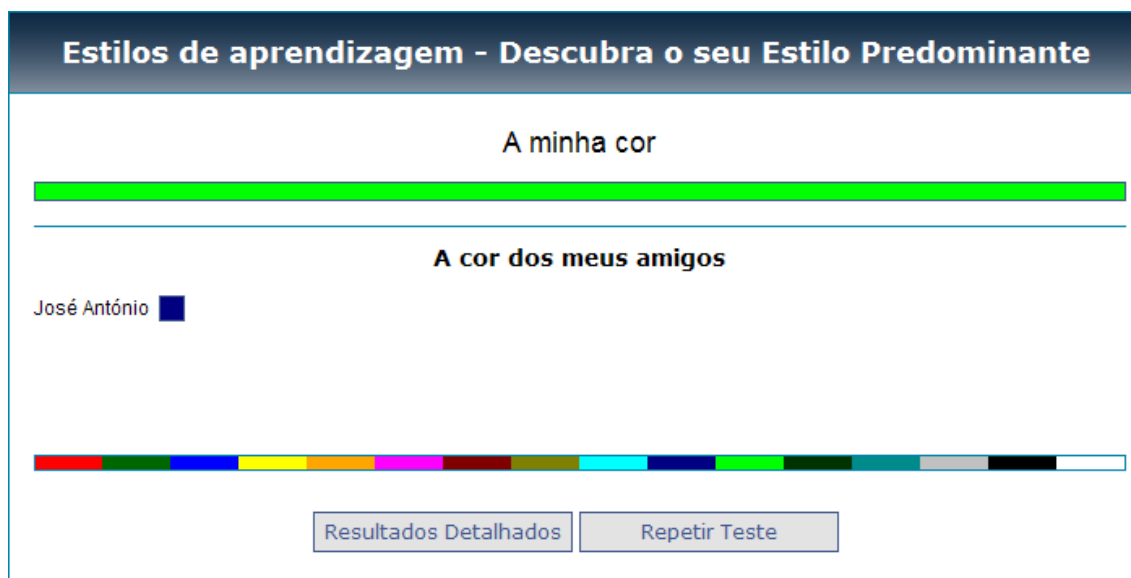 Estilos de aprendizagem - Descubra o seu Estilo Predominante
A minha cor
A cor dos meus amigos
José António
Resultados Detalhados
Repetir Teste